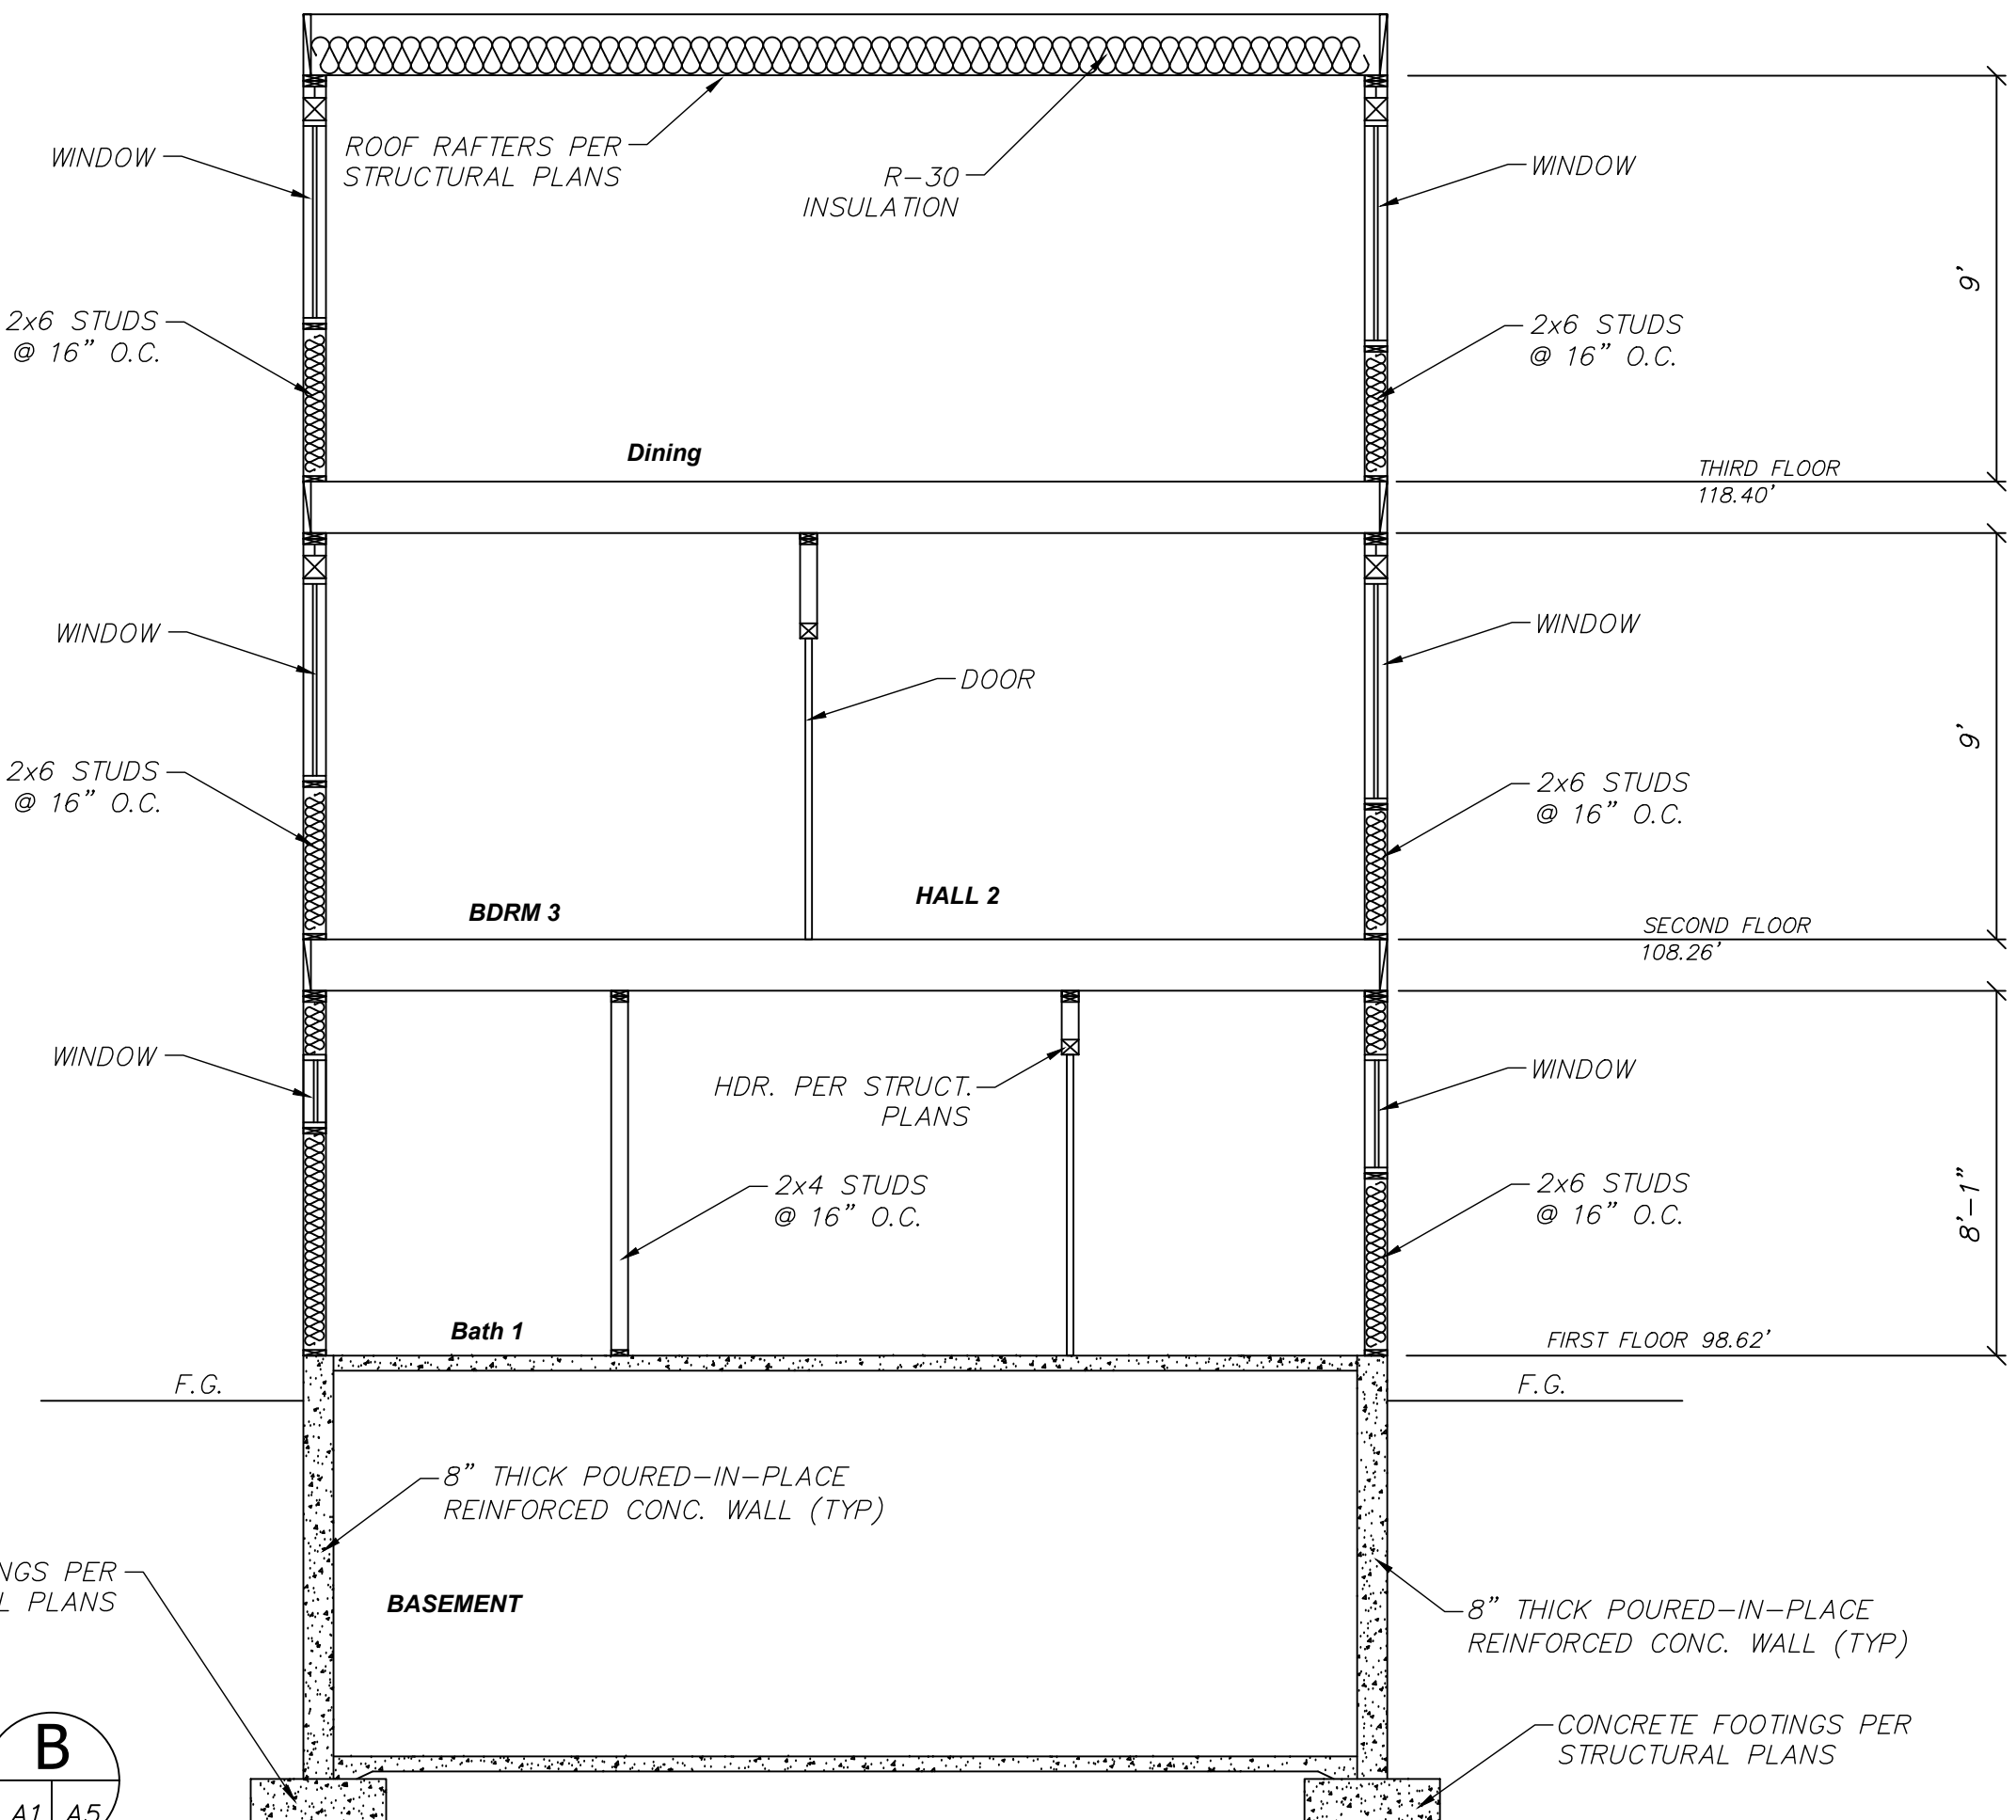 WINDOW
ROOF RAFTERS PER
STRUCTURAL PLANS
R-30
INSULATION
WINDOW
9'
2x6 STUDS
@ 16" O.C.
2x6 STUDS
@ 16" O.C.
Dining
THIRD FLOOR
118.40'
WINDOW
DOOR
WINDOW
9'
2x6 STUDS
@ 16" O.C.
2x6 STUDS
@ 16" O.C.
BDRM 3
HALL 2
SECOND FLOOR
108.26'
WINDOW
HDR. PER STRUCT.
PLANS
WINDOW
2x4 STUDS
@ 16" O.C.
2x6 STUDS
@ 16" O.C.
8'-1"
Bath 1
FIRST FLOOR 98.62'
F.G.
F.G.
8" THICK POURED-IN-PLACE
REINFORCED CONC. WALL (TYP)
PER
PLANS
BASEMENT
8" THICK POURED-IN-PLACE
REINFORCED CONC. WALL (TYP)
CONCRETE FOOTINGS PER
STRUCTURAL PLANS
B
A1 A5